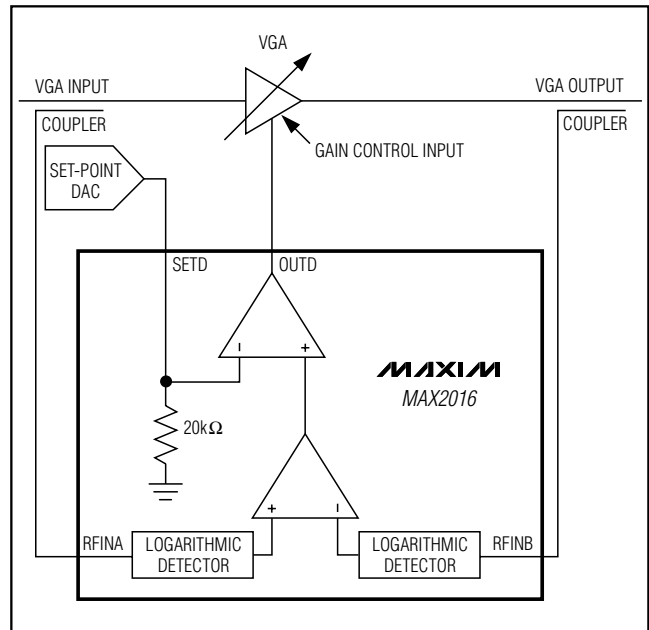 VGA
VGA INPUT
VGA OUTPUT
COUPLER
COUPLER
GAIN CONTROL INPUT
SET-POINT
DAC
SETD
OUTD
–
+
MAXIM
MAX2016
20kΩ
+
–
RFINA
LOGARITHMIC
DETECTOR
LOGARITHMIC
DETECTOR
RFINB